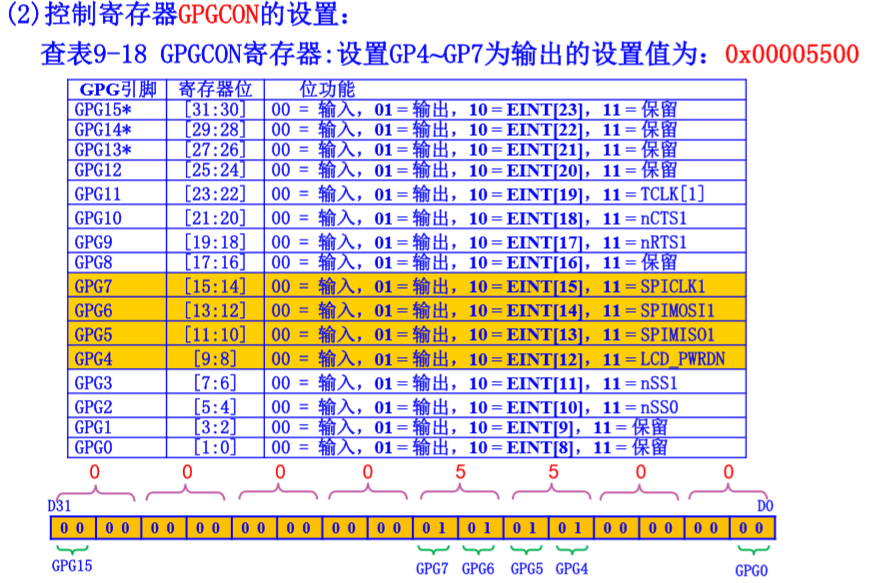 (2)控制寄存器GPGCON的设置：
查表9-18 GPGCON寄存器:设置GP4~GP7为输出的设置值为：0x00005500
GPG引脚 寄存器位 位功能
GPG15* [31:30] 00 = 输入，01=输出，10=EINT[23]，11=保留
GPG14* [29:28] 00 = 输入，01=输出，10=EINT[22]，11=保留
GPG13* [27:26] 00 = 输入，01=输出，10=EINT[21]，11=保留
GPG12 [25:24] 00 = 输入，01=输出，10=EINT[20]，11=保留
GPG11 [23:22] 00 = 输入，01=输出，10=EINT[19]，11=TCLK[1]
GPG10 [21:20] 00 = 输入，01=输出，10=EINT[18]，11=nCTS1
GPG9 [19:18] 00 = 输入，01=输出，10=EINT[17]，11=nRTS1
GPG8 [17:16] 00 = 输入，01=输出，10=EINT[16]，11=保留
GPG7 [15:14] 00 = 输入，01=输出，10=EINT[15]，11=SPICLK1
GPG6 [13:12] 00 = 输入，01=输出，10=EINT[14]，11=SPIMOSI1
GPG5 [11:10] 00 = 输入，01=输出，10=EINT[13]，11=SPIMISO1
GPG4 [9:8] 00 = 输入，01=输出，10=EINT[12]，11=LCD_PWRDN
GPG3 [7:6] 00 = 输入，01=输出，10=EINT[11]，11=nSS1
GPG2 [5:4] 00 = 输入，01=输出，10=EINT[10]，11=nSS0
GPG1 [3:2] 00 = 输入，01=输出，10=EINT[9]，11=保留
GPG0 [1:0] 00 = 输入，01=输出，10=EINT[8]，11=保留
0 0 0 0 5 5 0 0
D31 D0
0 0 0 0 0 0 0 0 0 0 0 0 0 0 0 0 0 1 0 1 0 1 0 1 0 0 0 0 0 0 0 0
GPG15 GPG7 GPG6 GPG5 GPG4 GPG0